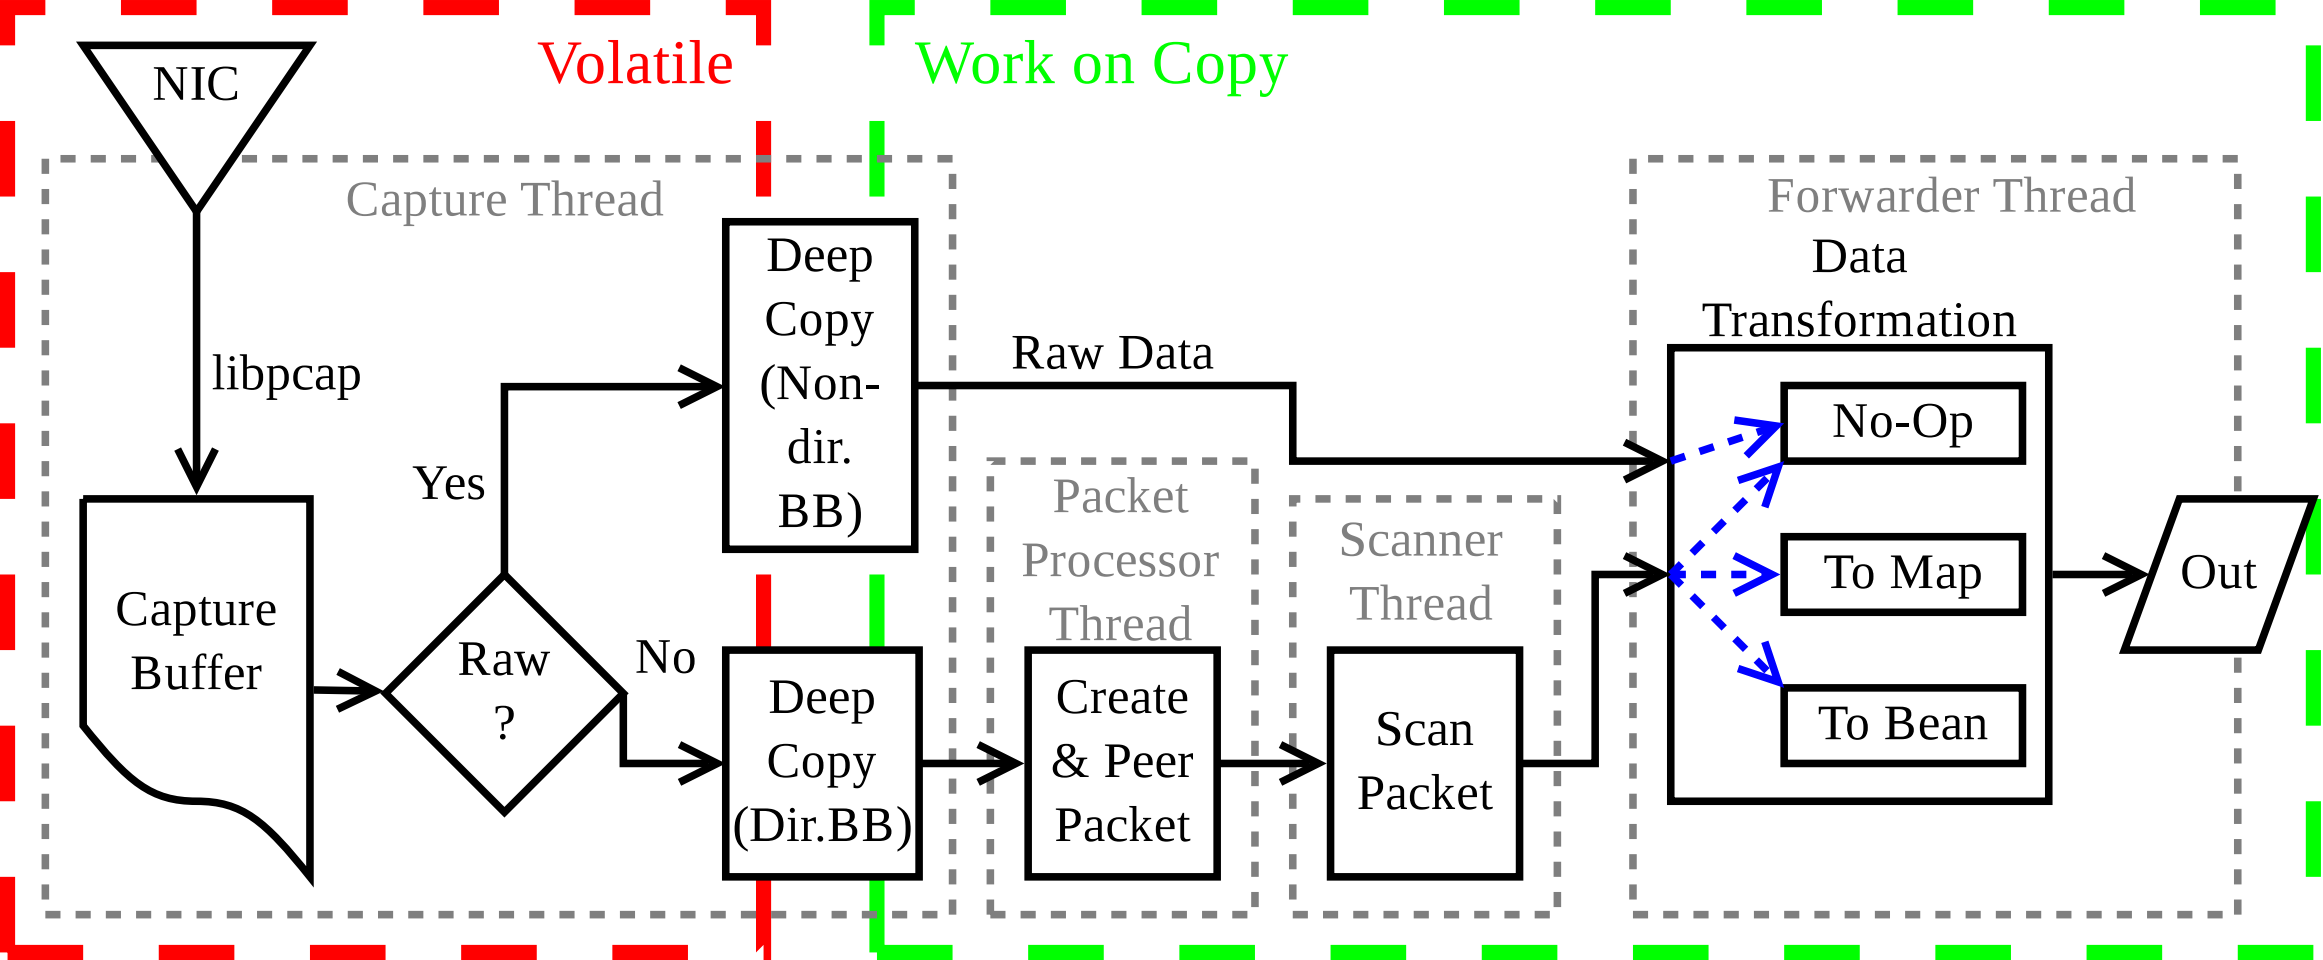 Volatile
Work on Copy
NIC
Capture Thread
libpcap
Capture
Buffer
Raw
?
Yes
No
Deep
Copy
(Non-
dir.
BB)
Deep
Copy
(Dir.BB)
Raw Data
Packet
Processor
Thread
Create
& Peer
Packet
Scanner
Thread
Scan
Packet
Forwarder Thread
Data
Transformation
No-Op
To Map
To Bean
Out